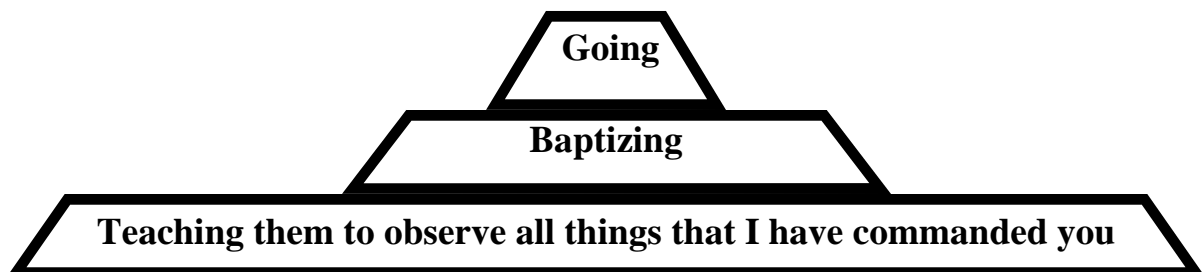 Going
Baptizing
Teaching them to observe all things that I have commanded you